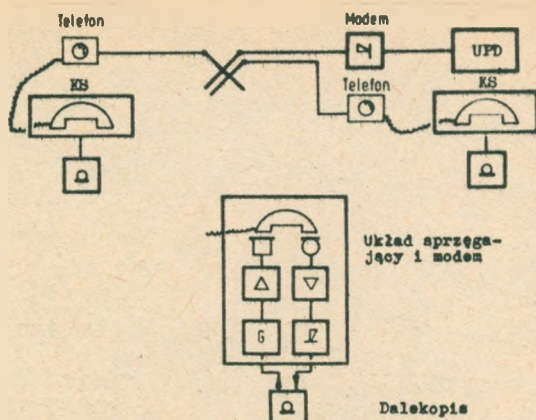 Telefon
Modem
UPD
KS
Telefon
KS
Układ sprzęga-
jący i modem
G
Dalekopis